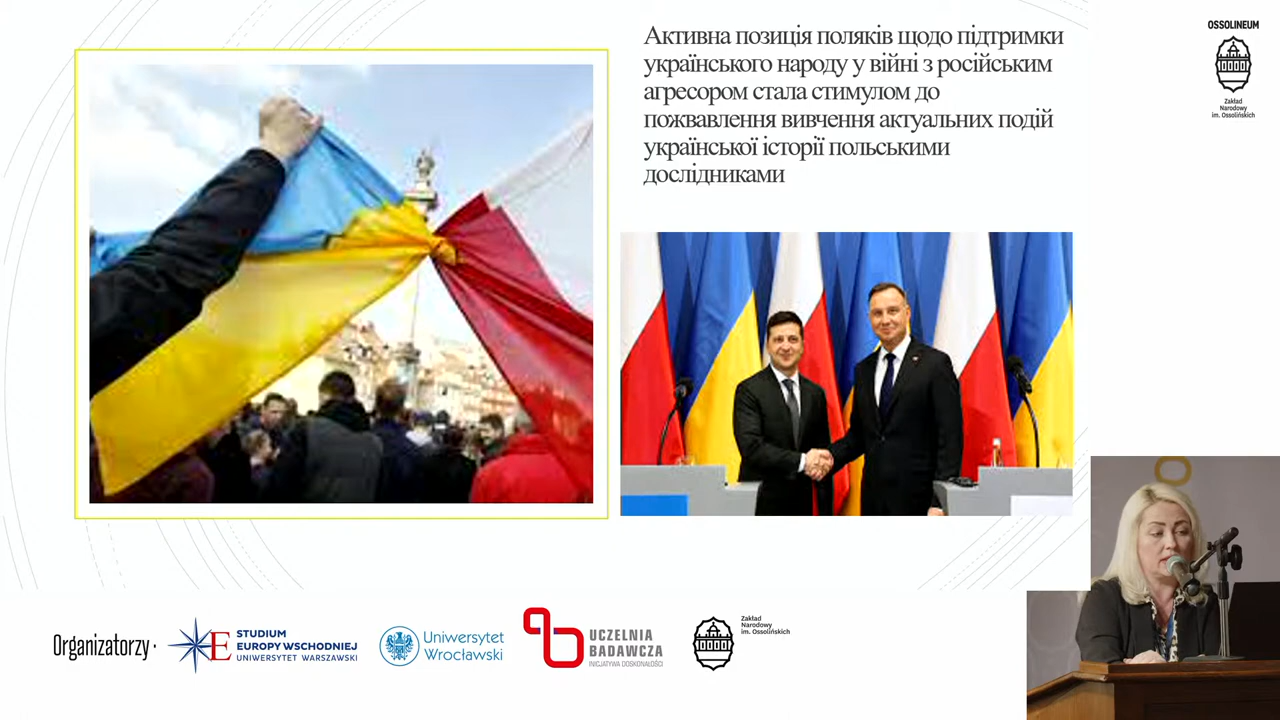 Активна позиція поляків щодо підтримки
українського народу у війні з російським
агресором стала стимулом до
пожвавлення вивчення актуальних подій
української історії польськими
дослідниками
OSSOLINEUM
Zakład
Narodowy
im. Ossolińskich
Organizatorzy
STUDIUM
EUROPY WSCHODNIEJ
UNIWERSYTET WARSZAWSKI
Uniwersytet
Wrocławski
UCZELNIA
BADAWCZA
INICJATYWA DOSKONAŁOŚCI
Zakład
Narodowy
im. Ossolińskich